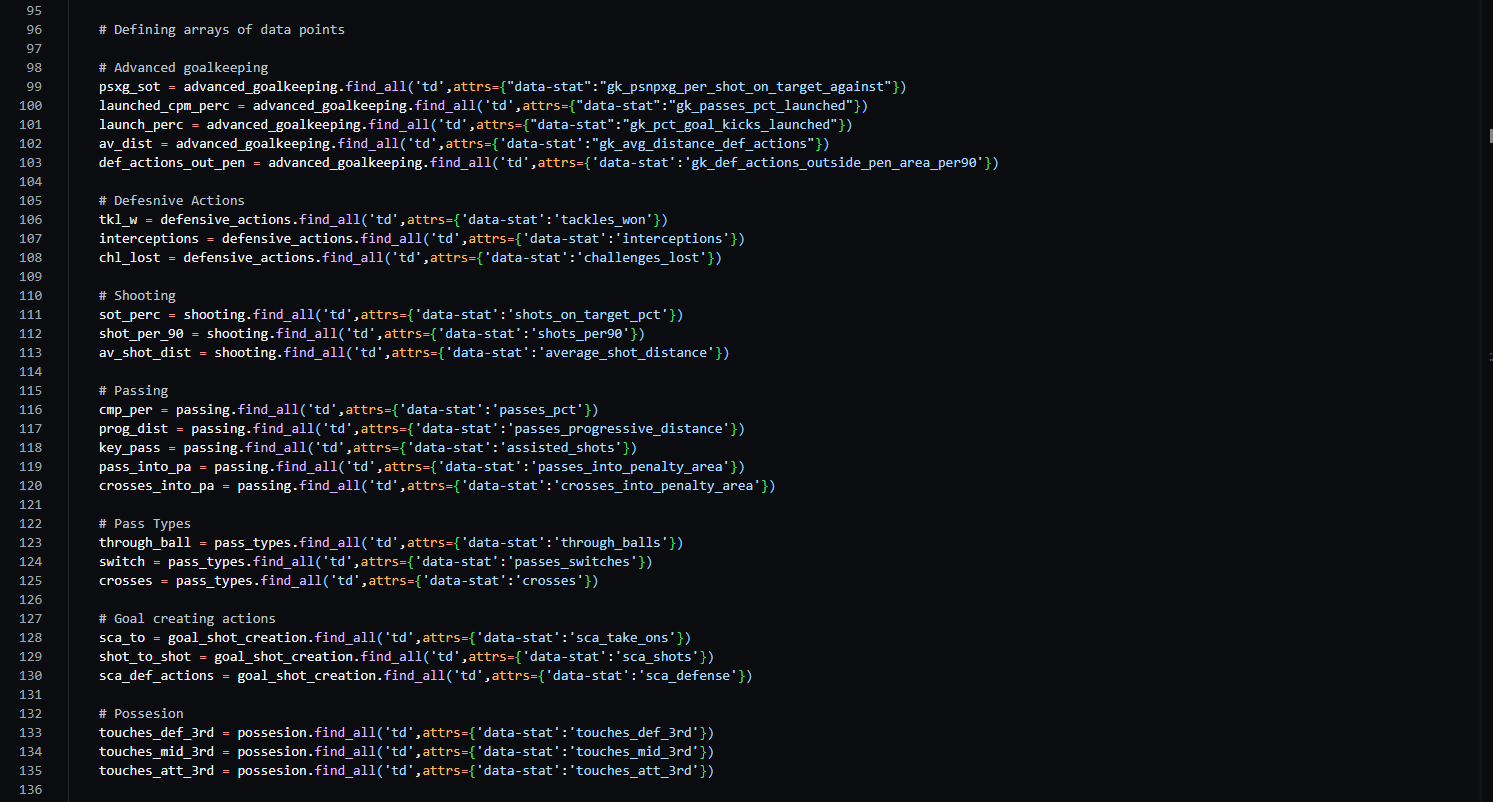 95
96 # Defining arrays of data points
97
98 # Advanced goalkeeping
99 psxg_sot = advanced_goalkeeping.find_all('td',attrs={"data-stat":"gk_psnpxg_per_shot_on_target_against"})
100 launched_cpm_perc = advanced_goalkeeping.find_all('td',attrs={"data-stat":"gk_passes_pct_launched"})
101 launch_perc = advanced_goalkeeping.find_all('td',attrs={"data-stat":"gk_pct_goal_kicks_launched"})
102 av_dist = advanced_goalkeeping.find_all('td',attrs={'data-stat':"gk_avg_distance_def_actions"})
103 def_actions_out_pen = advanced_goalkeeping.find_all('td',attrs={'data-stat':'gk_def_actions_outside_pen_area_per90'})
104
105 # Defesnive Actions
106 tkl_w = defensive_actions.find_all('td',attrs={'data-stat':'tackles_won'})
107 interceptions = defensive_actions.find_all('td',attrs={'data-stat':'interceptions'})
108 chl_lost = defensive_actions.find_all('td',attrs={'data-stat':'challenges_lost'})
109
110 # Shooting
111 sot_perc = shooting.find_all('td',attrs={'data-stat':'shots_on_target_pct'})
112 shot_per_90 = shooting.find_all('td',attrs={'data-stat':'shots_per90'})
113 av_shot_dist = shooting.find_all('td',attrs={'data-stat':'average_shot_distance'})
114
115 # Passing
116 cmp_per = passing.find_all('td',attrs={'data-stat':'passes_pct'})
117 prog_dist = passing.find_all('td',attrs={'data-stat':'passes_progressive_distance'})
118 key_pass = passing.find_all('td',attrs={'data-stat':'assisted_shots'})
119 pass_into_pa = passing.find_all('td',attrs={'data-stat':'passes_into_penalty_area'})
120 crosses_into_pa = passing.find_all('td',attrs={'data-stat':'crosses_into_penalty_area'})
121
122 # Pass Types
123 through_ball = pass_types.find_all('td',attrs={'data-stat':'through_balls'})
124 switch = pass_types.find_all('td',attrs={'data-stat':'passes_switches'})
125 crosses = pass_types.find_all('td',attrs={'data-stat':'crosses'})
126
127 # Goal creating actions
128 sca_to = goal_shot_creation.find_all('td',attrs={'data-stat':'sca_take_ons'})
129 shot_to_shot = goal_shot_creation.find_all('td',attrs={'data-stat':'sca_shots'})
130 sca_def_actions = goal_shot_creation.find_all('td',attrs={'data-stat':'sca_defense'})
131
132 # Possesion
133 touches_def_3rd = possesion.find_all('td',attrs={'data-stat':'touches_def_3rd'})
134 touches_mid_3rd = possesion.find_all('td',attrs={'data-stat':'touches_mid_3rd'})
135 touches_att_3rd = possesion.find_all('td',attrs={'data-stat':'touches_att_3rd'})
136